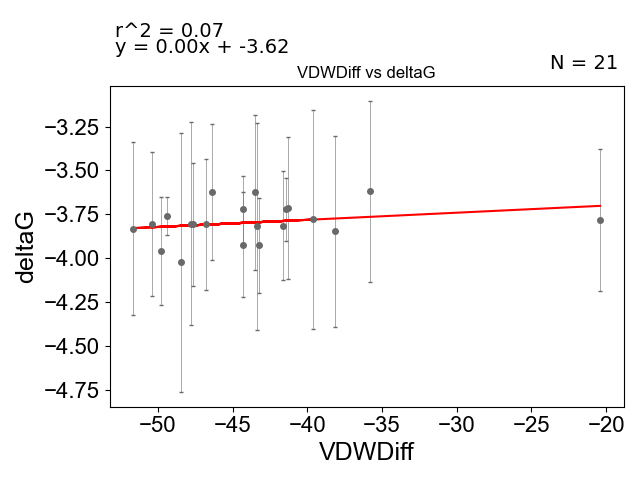 r^2 = 0.07
y = 0.00x + -3.62
N = 21
VDWDiff vs deltaG
−3.25
−3.50
−3.75
−4.00
−4.25
−4.50
−4.75
deltaG
−50 −45 −40 −35 −30 −25 −20
VDWDiff